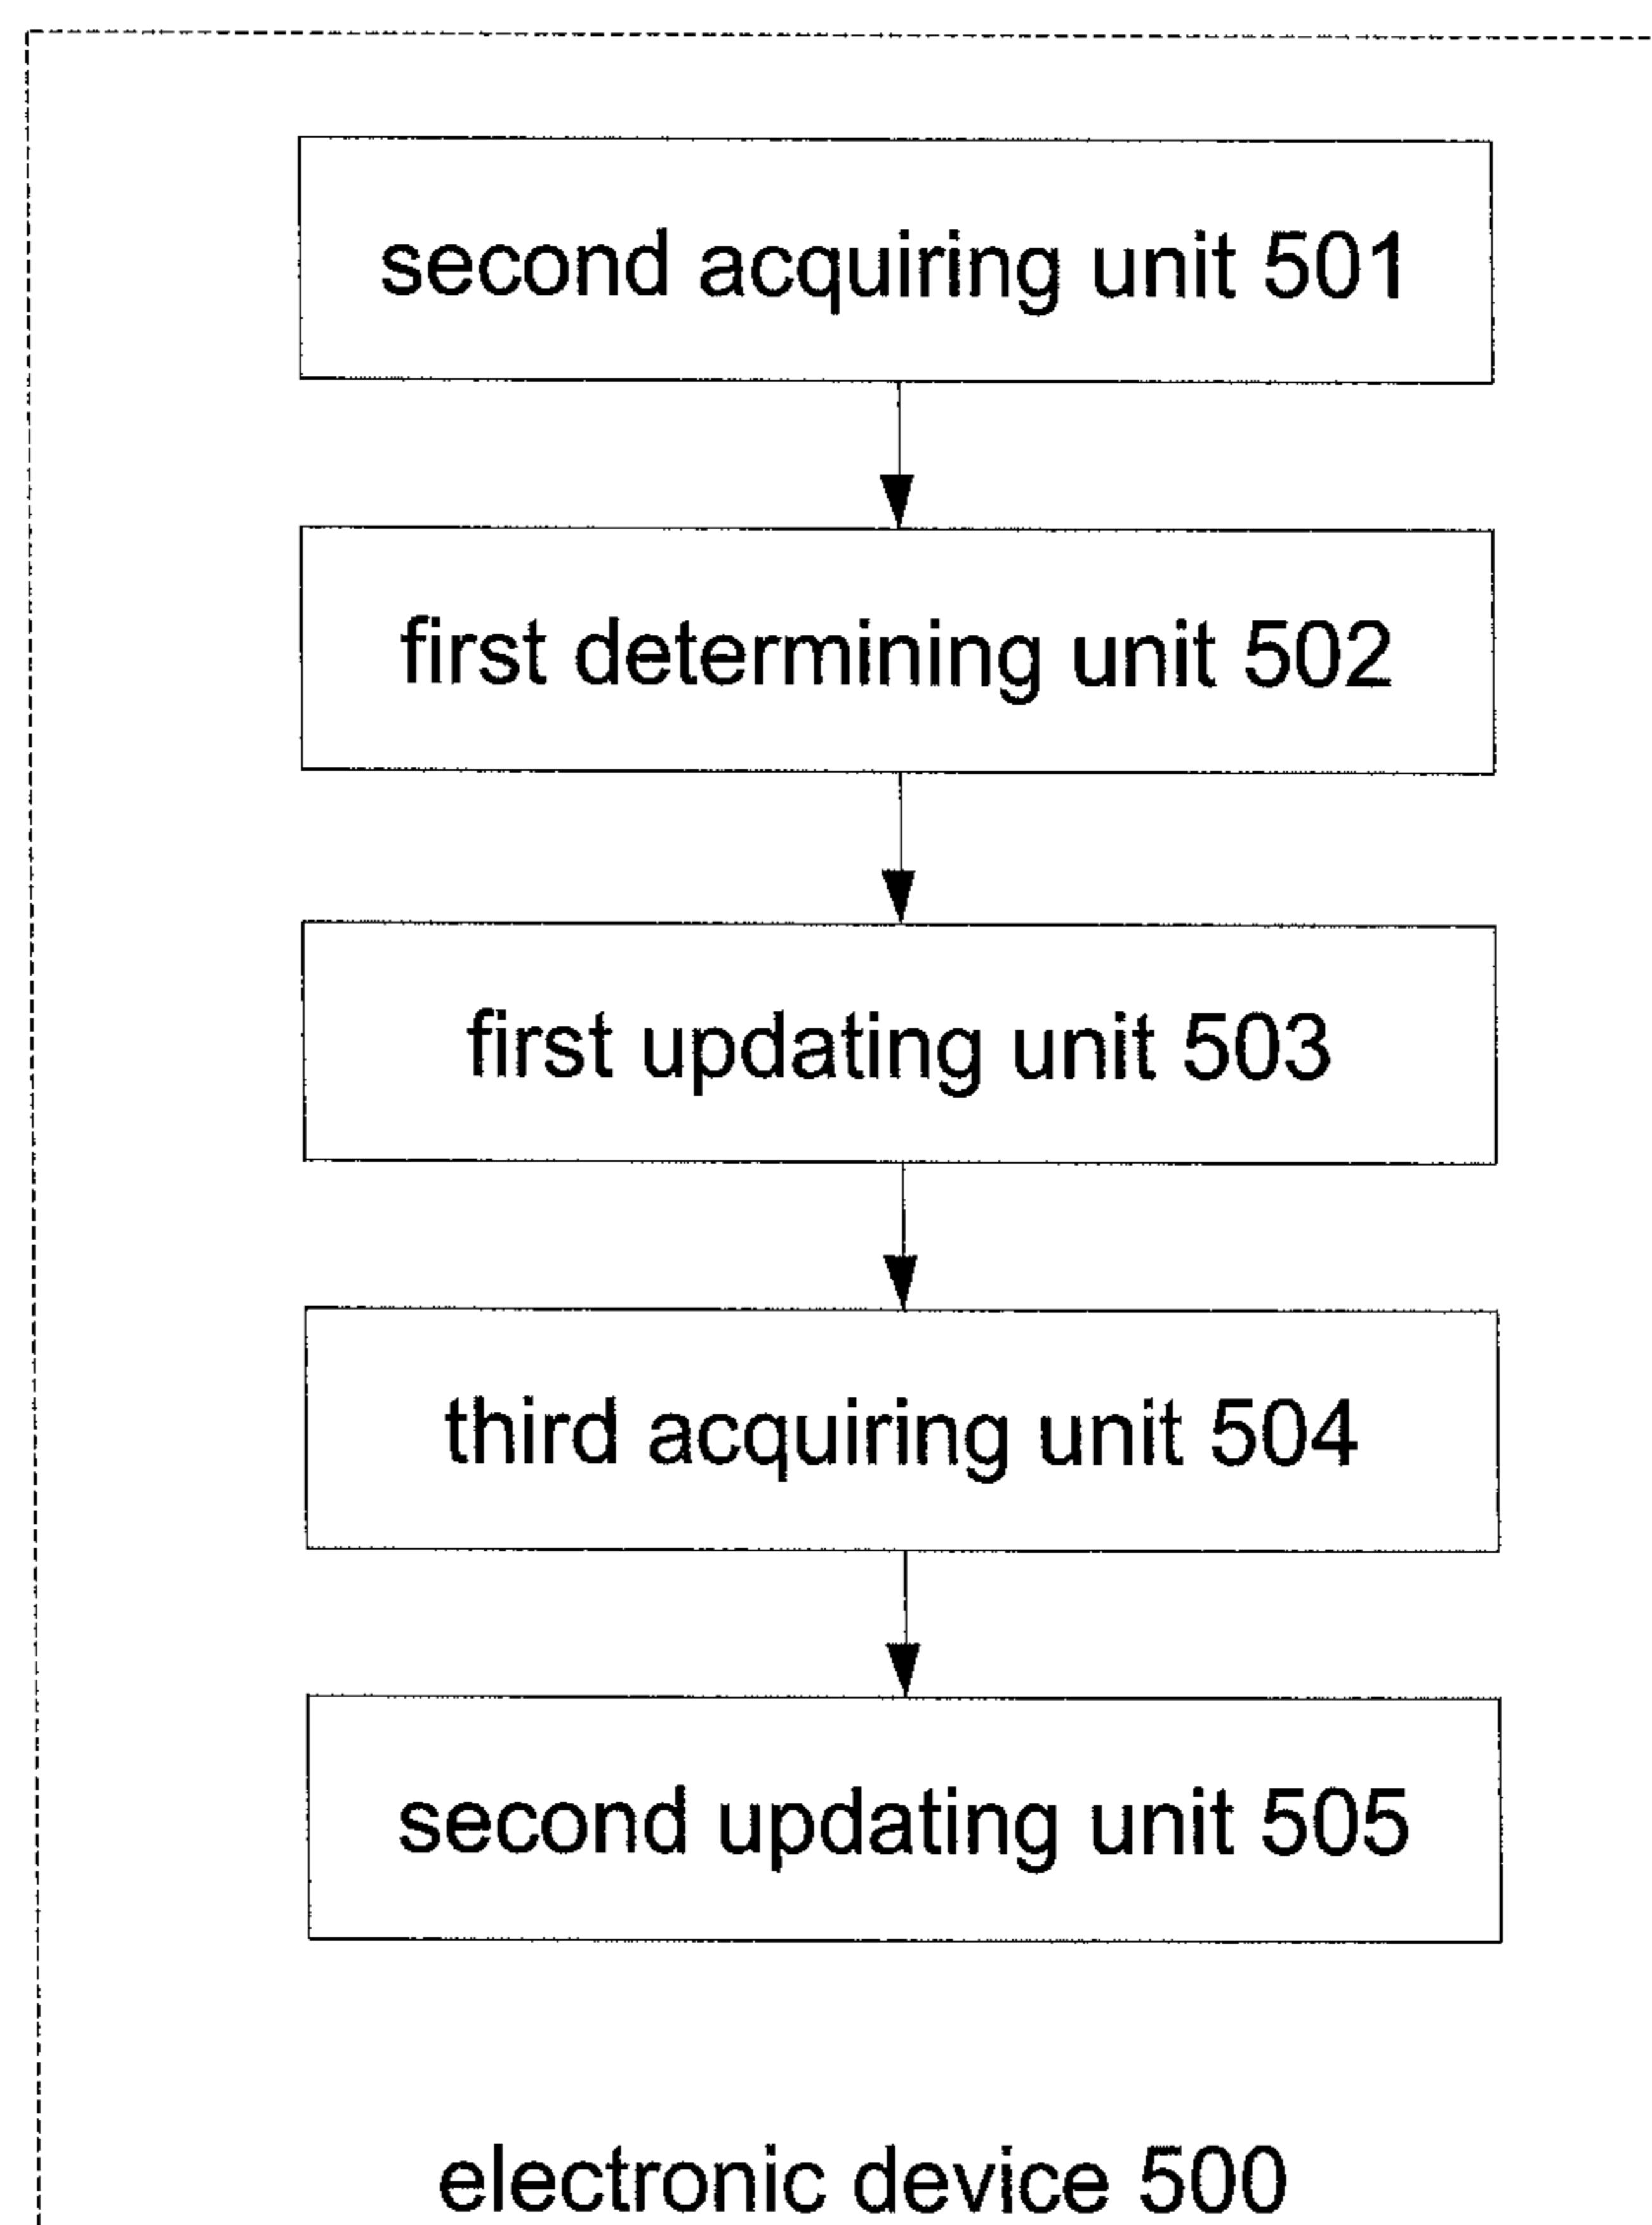 second acquiring unit 501
first determining unit 502
first updating unit 503
third acquiring unit 504
second updating unit 505
electronic device 500